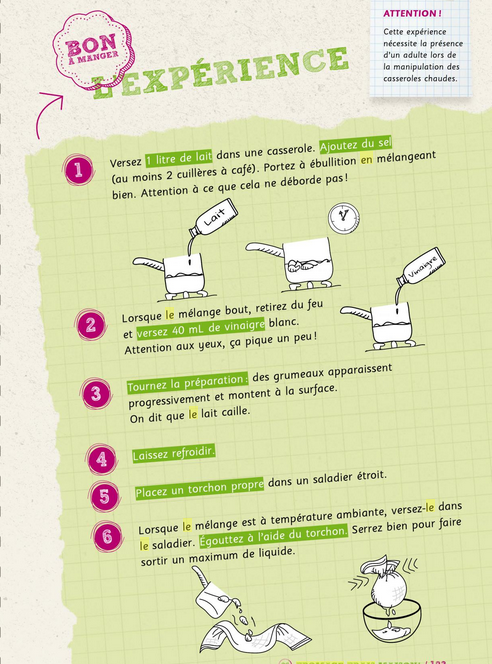 ATTENTION !
Cette expérience
nécessite la présence
d'un adulte lors de
la manipulation des
casseroles chaudes.
BON
À MANGER
L'EXPÉRIENCE
1
Versez 1 litre de lait dans une casserole. Ajoutez du sel
(au moins 2 cuillères à café). Portez à ébullition en mélangeant
bien. Attention à ce que cela ne déborde pas !
Lait
Vinaigre
2
Lorsque le mélange bout, retirez du feu
et versez 40 mL de vinaigre blanc.
Attention aux yeux, ça pique un peu !
3
Tournez la préparation : des grumeaux apparaissent
progressivement et montent à la surface.
On dit que le lait caille.
4
Laissez refroidir.
5
Placez un torchon propre dans un saladier étroit.
6
Lorsque le mélange est à température ambiante, versez-le dans
le saladier. Égouttez à l'aide du torchon. Serrez bien pour faire
sortir un maximum de liquide.